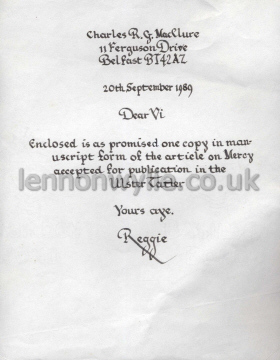 Charles R. G. MacClure
11 Ferguson Drive
Belfast BT42AZ
20th, September 1989
Dear Vi
Enclosed is as promised one copy in man-
uscript form of the article on Mercy
accepted for publication in the
lennonwylie.co.uk
Ulster Tatler
Yours aye.
Reggie